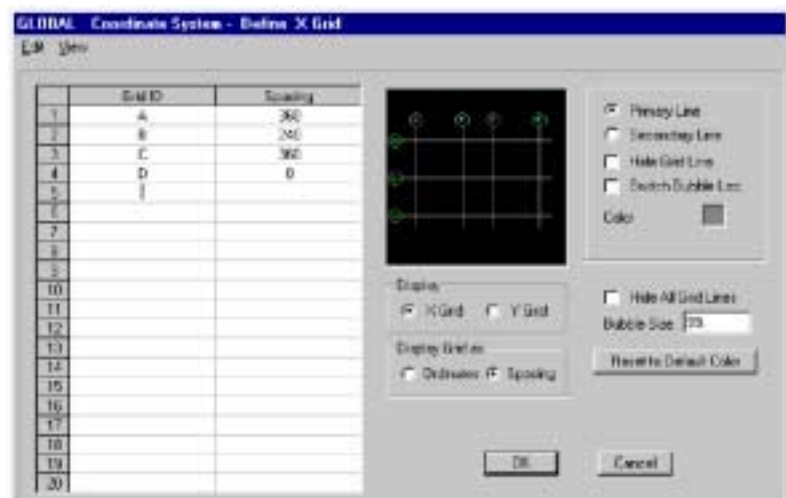 GLOBAL Coordinate System - Define X Grid
Edit View
Grid ID Spacing
1 A 360
2 B 240
3 C 360
4 D 0
5
6
7
8
9
10
11
12
13
14
15
16
17
18
19
20
Primary Line
Secondary Line
Hide Grid Line
Switch Bubble Loc
Color
Display
X Grid Y Grid
Display Grid as
Ordinates Spacing
Hide All Grid Lines
Bubble Size
Reset to Default Color
OK Cancel